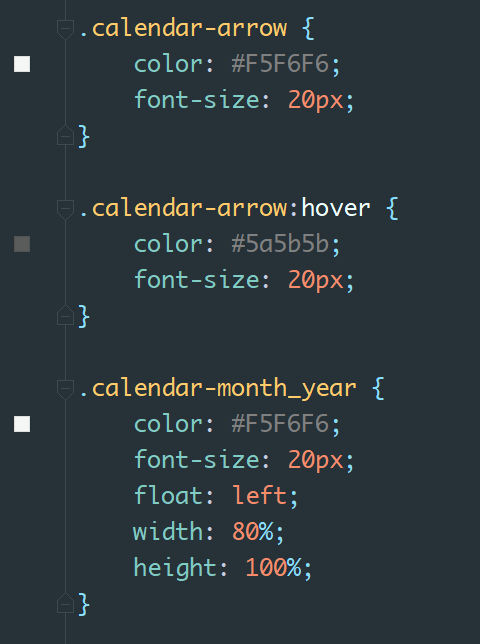 .calendar-arrow {
    color: #F5F6F6;
    font-size: 20px;
}

.calendar-arrow:hover {
    color: #5a5b5b;
    font-size: 20px;
}

.calendar-month_year {
    color: #F5F6F6;
    font-size: 20px;
    float: left;
    width: 80%;
    height: 100%;
}